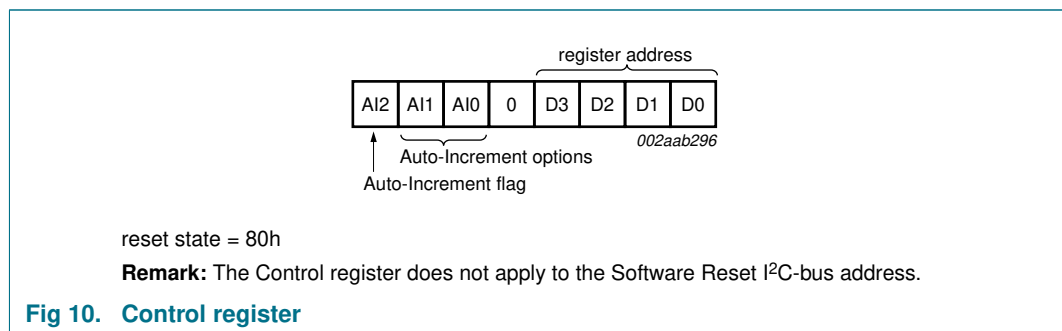 register address
AI2 AI1 AI0 0 D3 D2 D1 D0
002aab296
Auto-Increment options
Auto-Increment flag
reset state = 80h
Remark: The Control register does not apply to the Software Reset I²C-bus address.
Fig 10. Control register